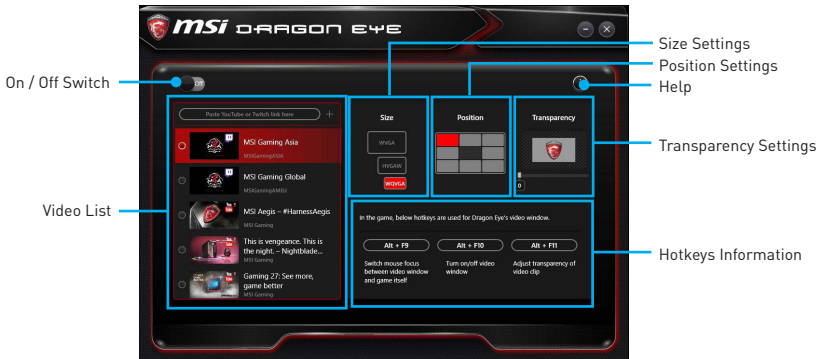 msi DRAGON EYE
Size Settings
Position Settings
On / Off Switch
Off
Help
Paste YouTube or Twitch link here
Size
Position
Transparency
WVGA
HVGAW
WQVGA
MSI Gaming Asia
MSIGamingASIA
Transparency Settings
MSI Gaming Global
MSIGamingAMDJ
0
Video List
MSI Aegis – #HarnessAegis
MSI Gaming
In the game, below hotkeys are used for Dragon Eye's video window.
Alt + F9
Alt + F10
Alt + F11
Hotkeys Information
This is vengeance. This is
the night. – Nightblade...
MSI Gaming
Switch mouse focus
between video window
and game itself
Turn on/off video
window
Adjust transparency of
video clip
Gaming 27: See more,
game better
MSI Gaming